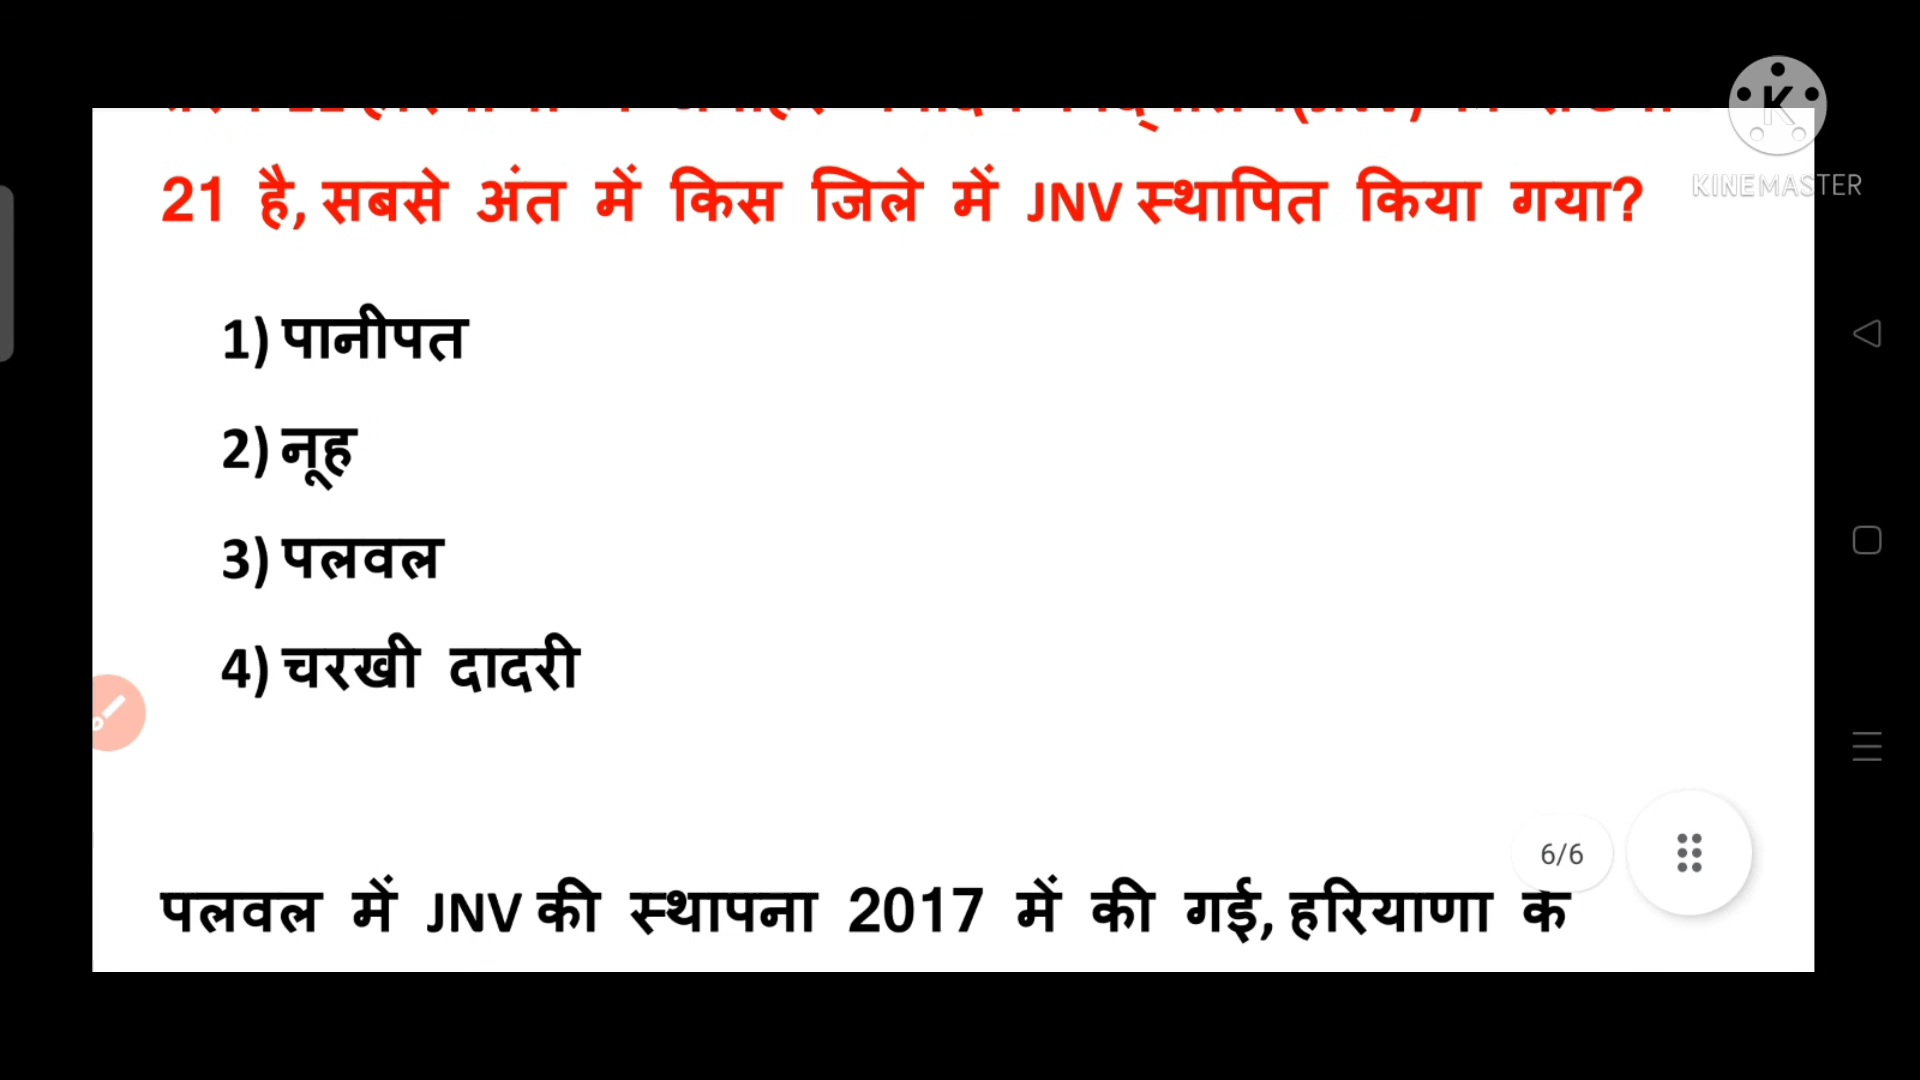 KINEMASTER
21 है, सबसे अंत में किस जिले में JNV स्थापित किया गया?
1) पानीपत
2) नूह
3) पलवल
4) चरखी दादरी
6/6
पलवल में JNV की स्थापना 2017 में की गई, हरियाणा क